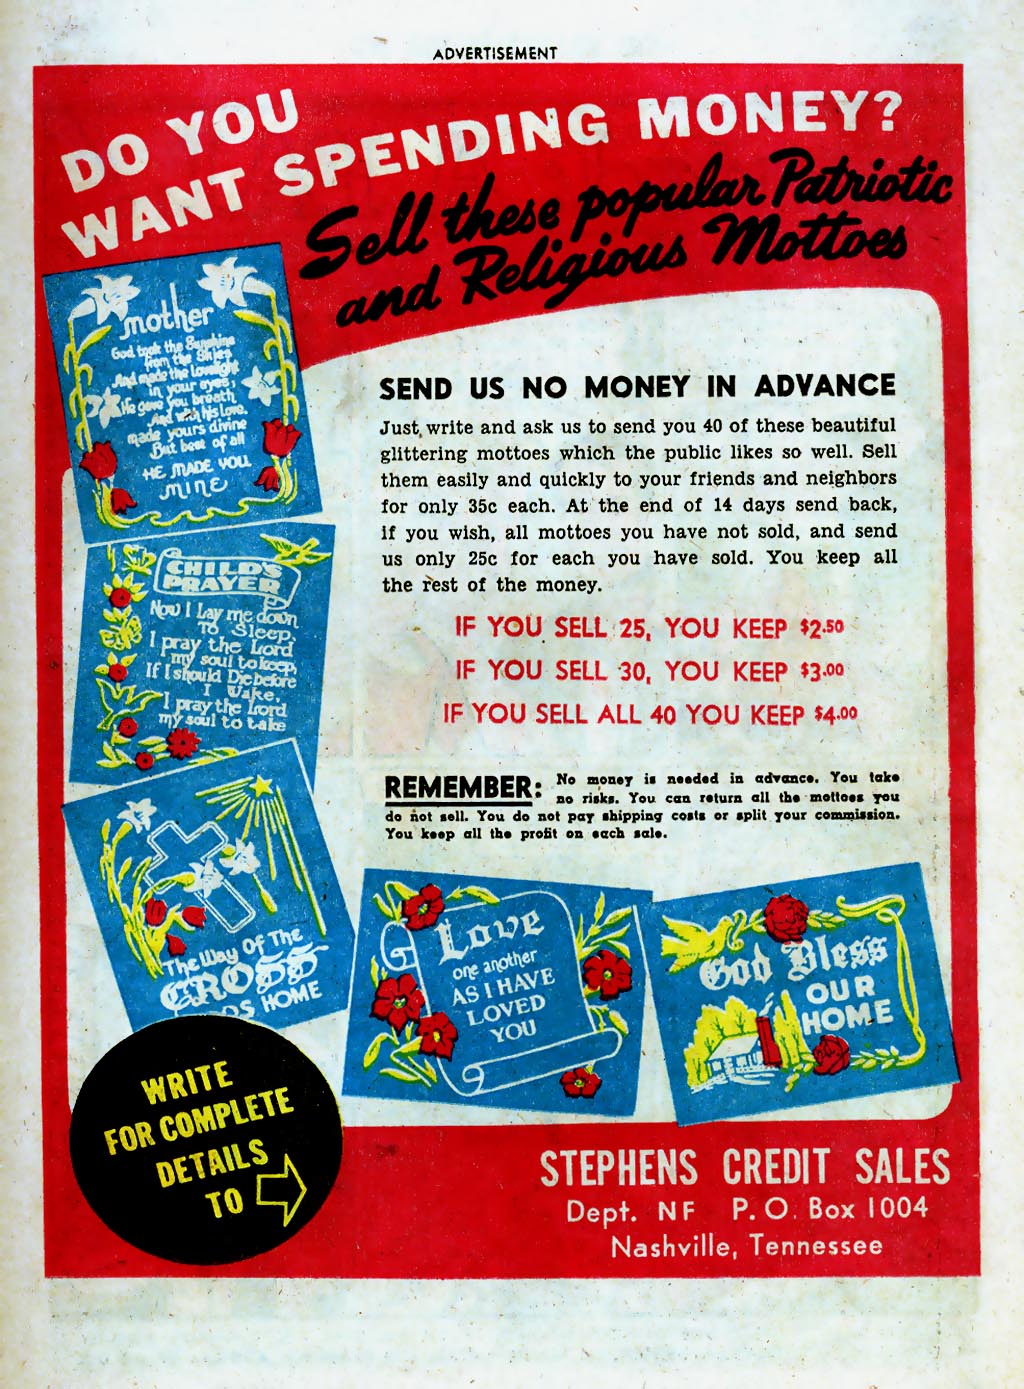 ADVERTISEMENT
DO YOU
WANT SPENDING MONEY?
Sell these popular Patriotic
and Religious Mottoes
mother
God took the Sunshine
from the Skies
And made the Lovelight
in your eyes;
He gave you breath
And with his Love.
made yours divine
But best of all
HE MADE YOU
MINE
SEND US NO MONEY IN ADVANCE
Just write and ask us to send you 40 of these beautiful
glittering mottoes which the public likes so well. Sell
them easily and quickly to your friends and neighbors
for only 35c each. At the end of 14 days send back,
if you wish, all mottoes you have not sold, and send
us only 25c for each you have sold. You keep all
the rest of the money.
CHILD'S
PRAYER
Now I Lay me down
To Sleep,
I pray the Lord
my soul to keep,
If I should Die before
I Wake,
I pray the Lord
my soul to take
IF YOU SELL 25, YOU KEEP $2.50
IF YOU SELL 30, YOU KEEP $3.00
IF YOU SELL ALL 40 YOU KEEP $4.00
REMEMBER: No money is needed in advance. You take
no risks. You can return all the mottoes you
do not sell. You do not pay shipping costs or split your commission.
You keep all the profit on each sale.
The Way Of The
CROSS
DS HOME
Love
one another
AS I HAVE
LOVED
YOU
God Bless
OUR
HOME
WRITE
FOR COMPLETE
DETAILS
TO
STEPHENS CREDIT SALES
Dept. NF P. O. Box 1004
Nashville, Tennessee